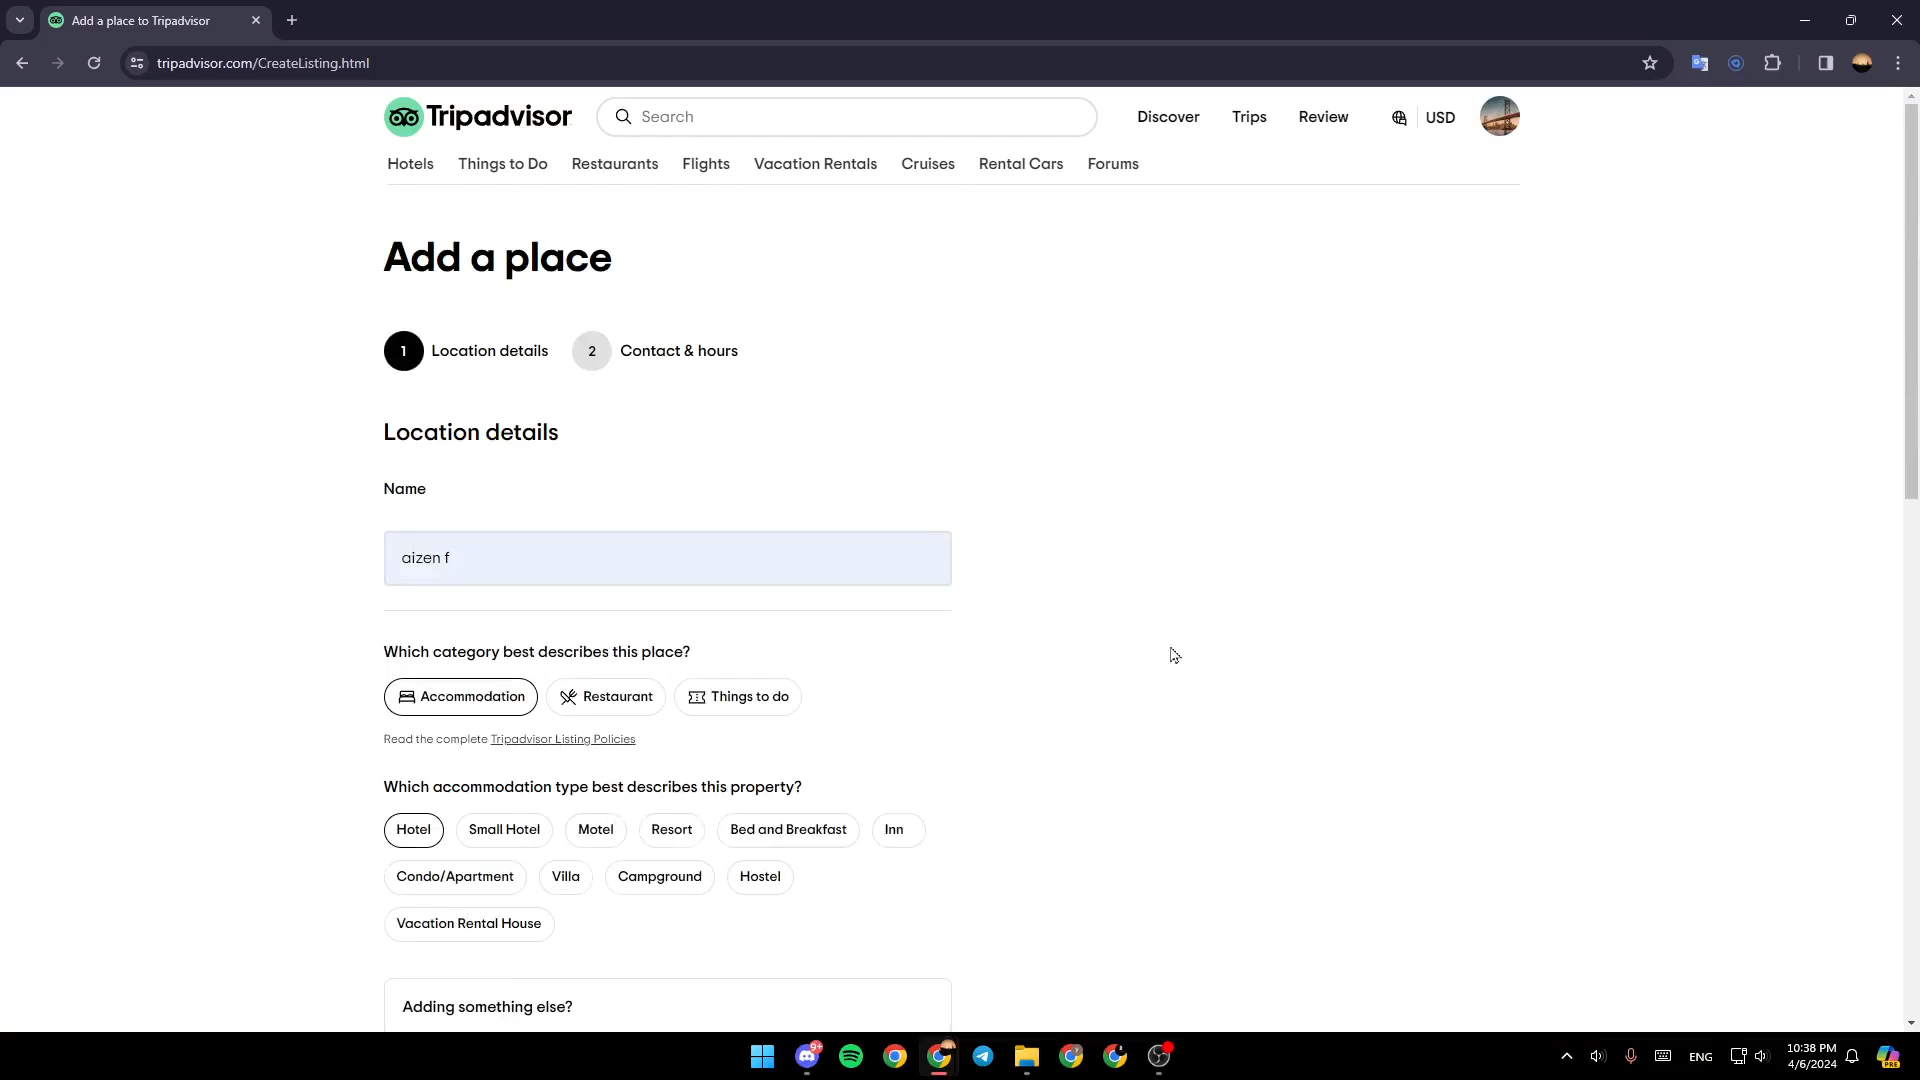 Add a place to Tripadvisor
tripadvisor.com/CreateListing.html
Tripadvisor
Search
Discover
Trips
Review
USD
Hotels
Things to Do
Restaurants
Flights
Vacation Rentals
Cruises
Rental Cars
Forums
Add a place
1 Location details
2 Contact & hours
Location details
Name
aizen f
Which category best describes this place?
Accommodation
Restaurant
Things to do
Read the complete Tripadvisor Listing Policies
Which accommodation type best describes this property?
Hotel
Small Hotel
Motel
Resort
Bed and Breakfast
Inn
Condo/Apartment
Villa
Campground
Hostel
Vacation Rental House
Adding something else?
9+
ENG
10:38 PM
4/6/2024
PRE